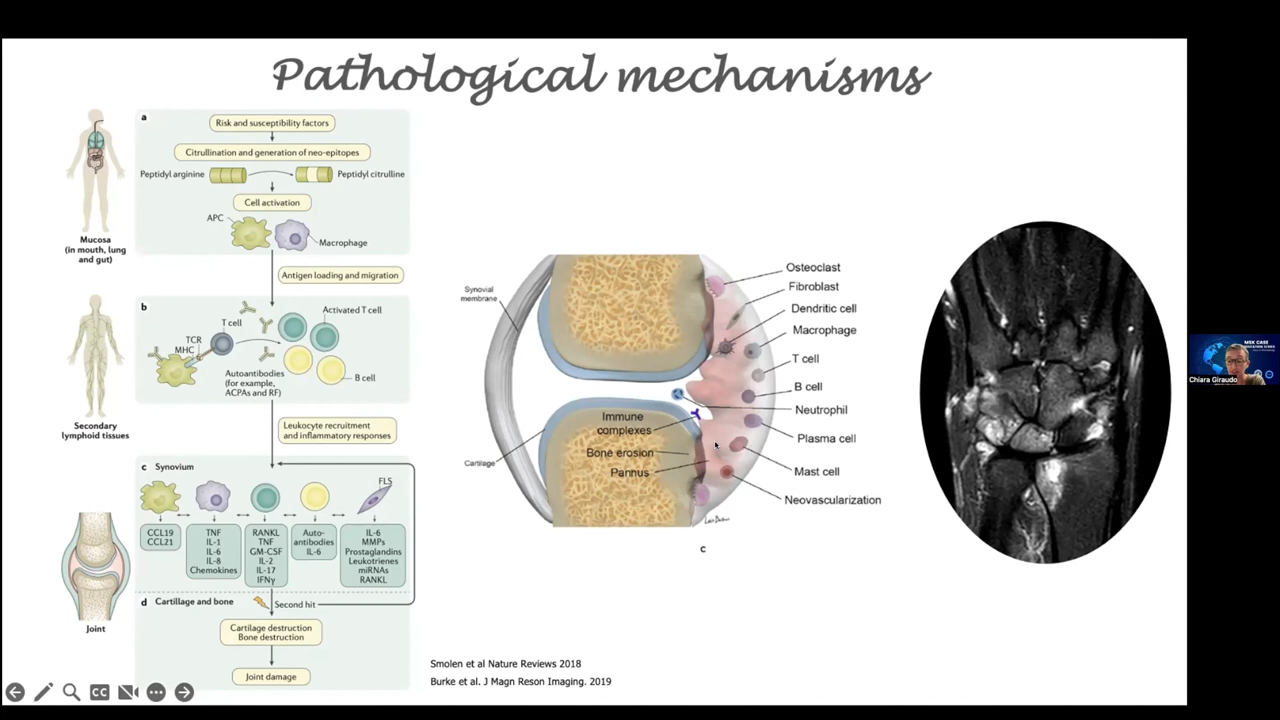 Pathological mechanisms
a
Risk and susceptibility factors
Citrullination and generation of neo-epitopes
Peptidyl arginine
Peptidyl citrulline
Cell activation
APC
Macrophage
Mucosa
(in mouth, lung
and gut)
Antigen loading and migration
b
T cell
Activated T cell
TCR
MHC
Autoantibodies
(for example,
ACPAs and RF)
B cell
Secondary
lymphoid tissues
Leukocyte recruitment
and inflammatory responses
c Synovium
FLS
CCL19
CCL21
TNF
IL-1
IL-6
IL-8
Chemokines
RANKL
TNF
GM-CSF
IL-2
IL-17
IFNγ
Auto-
antibodies
IL-6
IL-6
MMPs
Prostaglandins
Leukotrienes
miRNAs
RANKL
d Cartillage and bone
Second hit
Cartilage destruction
Bone destruction
Joint damage
Joint
Synovial
membrane
Cartilage
Immune
complexes
Bone erosion
Pannus
Osteoclast
Fibroblast
Dendritic cell
Macrophage
T cell
B cell
Neutrophil
Plasma cell
Mast cell
Neovascularization
c
Smolen et al Nature Reviews 2018
Burke et al. J Magn Reson Imaging. 2019
CC
MSK CASE
Chiara Giraudo